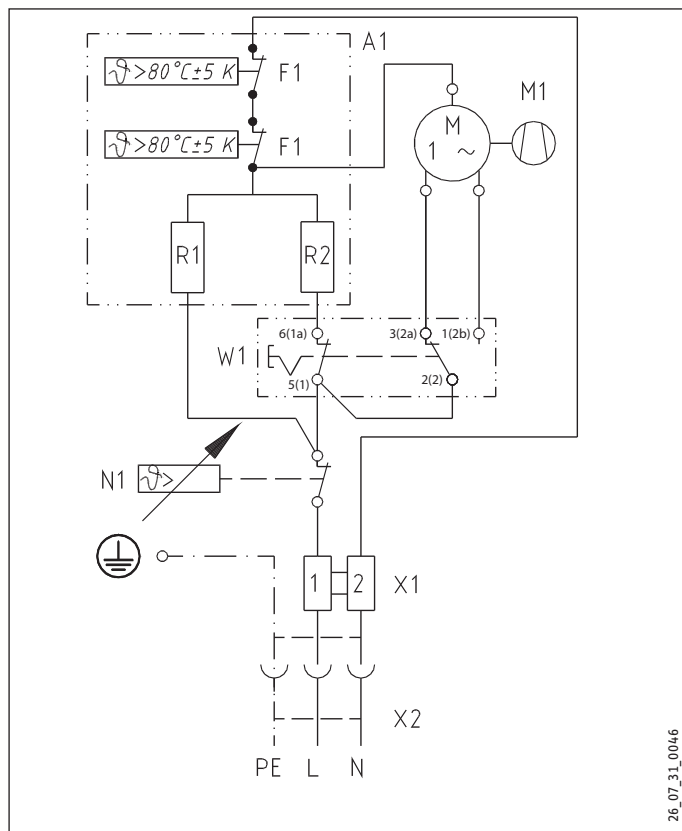 A1
ϑ>80°C±5 K
F1
M1
M
1 ~
ϑ>80°C±5 K
F1
R1
R2
6(1a)
3(2a)
1(2b)
W1
5(1)
2(2)
N1
ϑ>
1
2
X1
X2
PE
L
N
26_07_31_0046